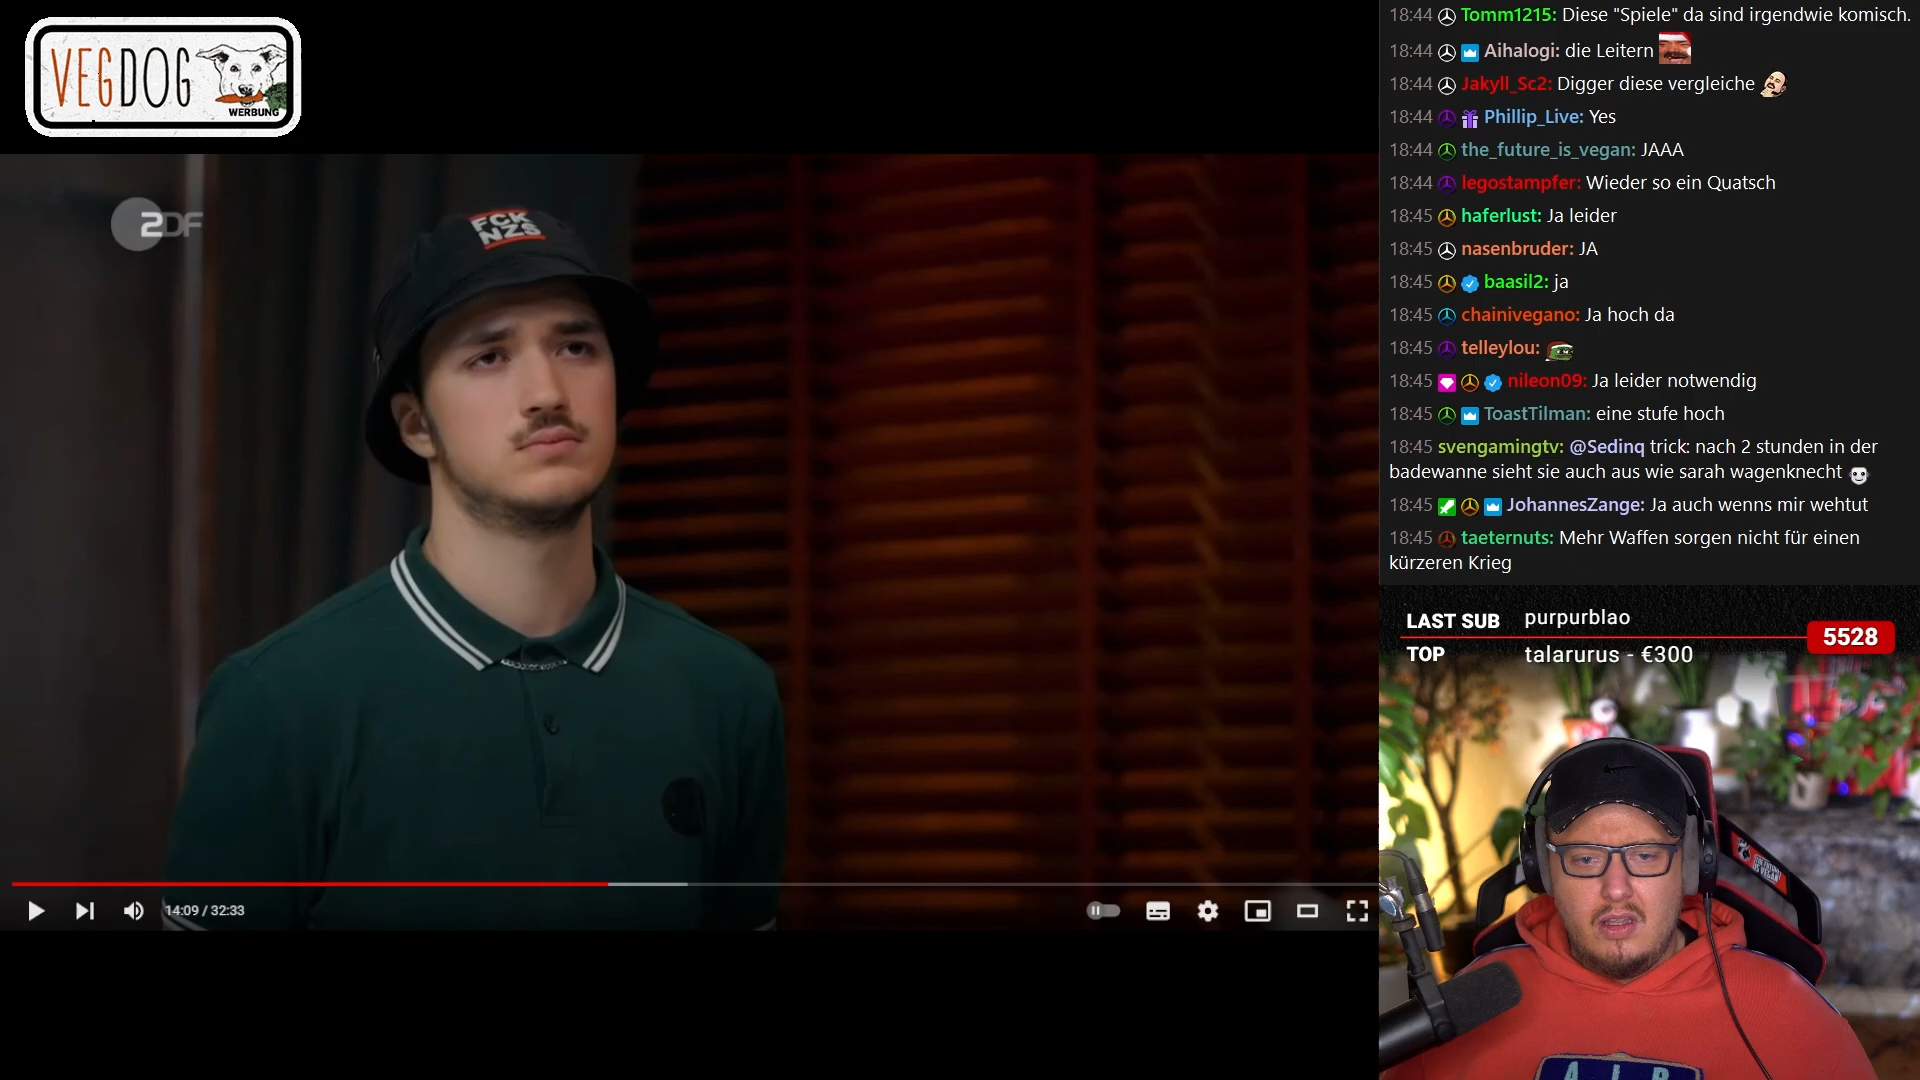 VEGDOG
WERBUNG
ZDF
FCK
NZS
14:09 / 32:33
18:44 Tomm1215: Diese "Spiele" da sind irgendwie komisch.
18:44 Aihalogi: die Leitern
18:44 Jakyll_Sc2: Digger diese vergleiche
18:44 Phillip_Live: Yes
18:44 the_future_is_vegan: JAAA
18:44 legostampfer: Wieder so ein Quatsch
18:45 haferlust: Ja leider
18:45 nasenbruder: JA
18:45 baasil2: ja
18:45 chainivegano: Ja hoch da
18:45 telleylou:
18:45 nileon09: Ja leider notwendig
18:45 ToastTilman: eine stufe hoch
18:45 svengamingtv: @Sedinq trick: nach 2 stunden in der
badewanne sieht sie auch aus wie sarah wagenknecht
18:45 JohannesZange: Ja auch wenns mir wehtut
18:45 taeternuts: Mehr Waffen sorgen nicht für einen
kürzeren Krieg
LAST SUB purpurblao
5528
TOP talarurus - €300